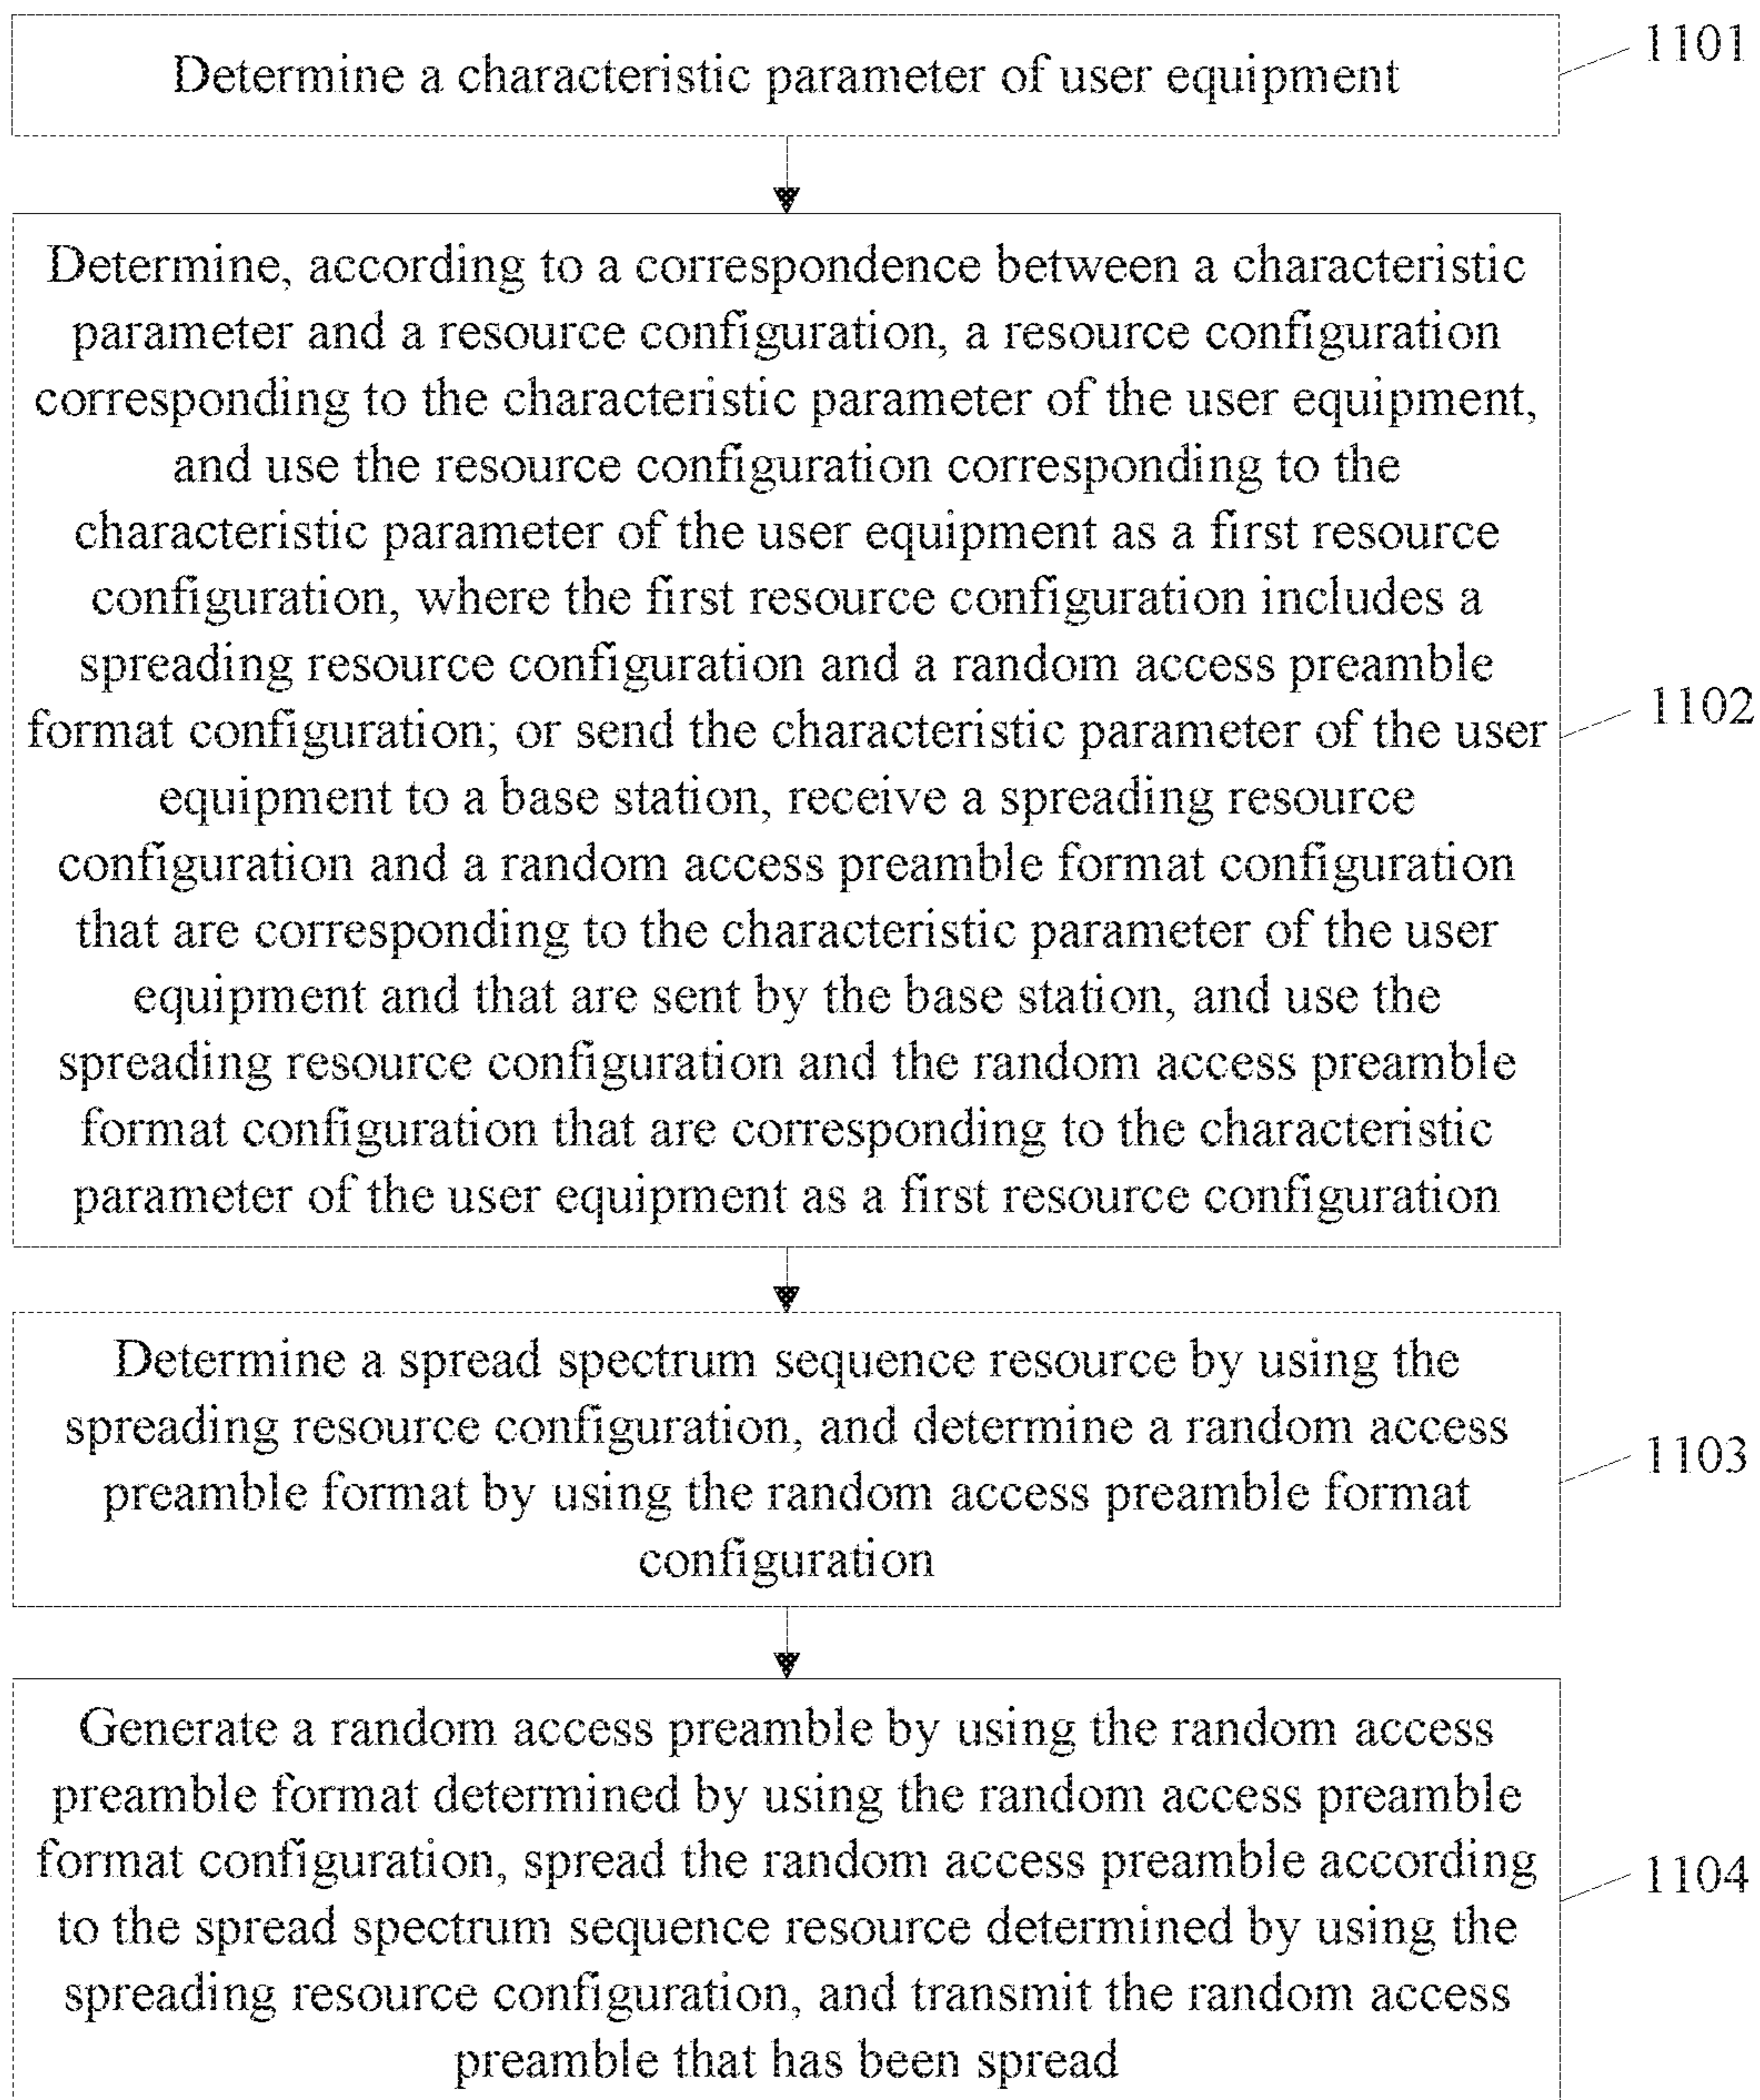 Determine a characteristic parameter of user equipment
1101
Determine, according to a correspondence between a characteristic
parameter and a resource configuration, a resource configuration
corresponding to the characteristic parameter of the user equipment,
and use the resource configuration corresponding to the
characteristic parameter of the user equipment as a first resource
configuration, where the first resource configuration includes a
spreading resource configuration and a random access preamble
format configuration; or send the characteristic parameter of the user
equipment to a base station, receive a spreading resource
configuration and a random access preamble format configuration
that are corresponding to the characteristic parameter of the user
equipment and that are sent by the base station, and use the
spreading resource configuration and the random access preamble
format configuration that are corresponding to the characteristic
parameter of the user equipment as a first resource configuration
1102
Determine a spread spectrum sequence resource by using the
spreading resource configuration, and determine a random access
preamble format by using the random access preamble format
configuration
1103
Generate a random access preamble by using the random access
preamble format determined by using the random access preamble
format configuration, spread the random access preamble according
to the spread spectrum sequence resource determined by using the
spreading resource configuration, and transmit the random access
preamble that has been spread
1104